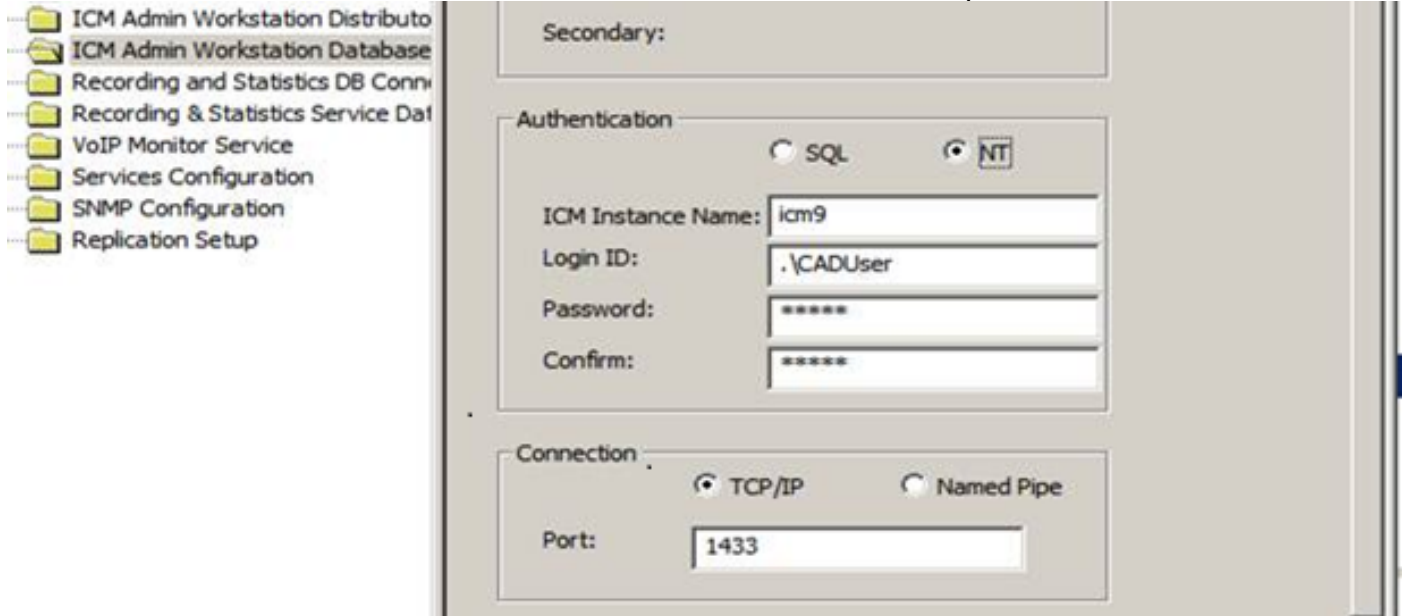 ICM Admin Workstation Distributo
ICM Admin Workstation Database
Recording and Statistics DB Conn
Recording & Statistics Service Dat
VoIP Monitor Service
Services Configuration
SNMP Configuration
Replication Setup
Secondary:
Authentication
SQL NT
ICM Instance Name: icm9
Login ID: .\CADUser
Password: *****
Confirm: *****
Connection
TCP/IP Named Pipe
Port: 1433